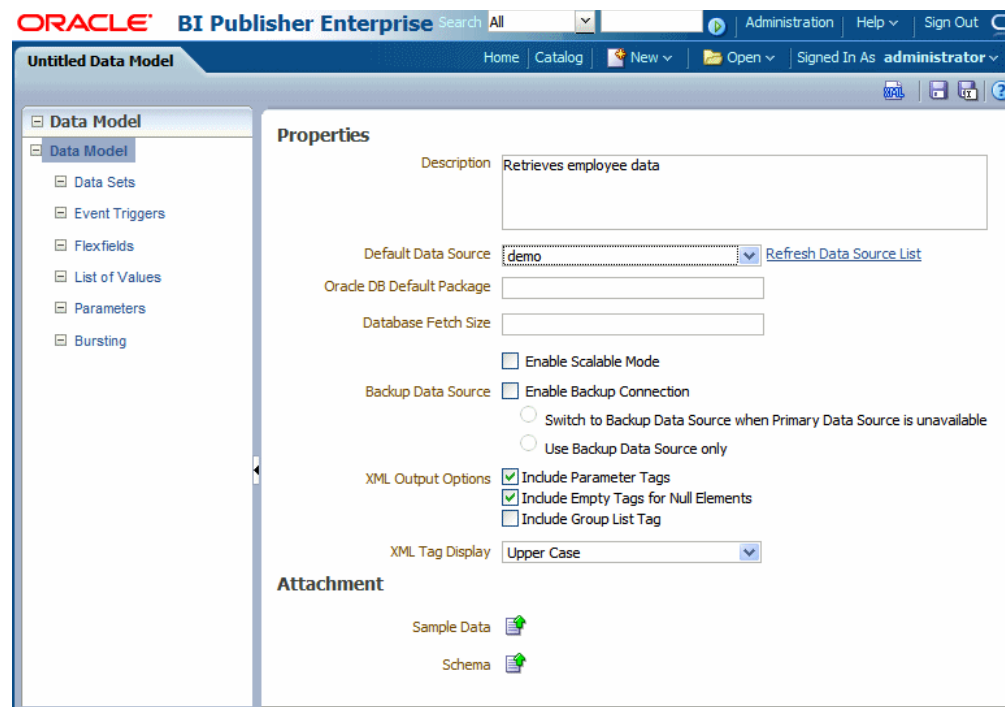 ORACLE BI Publisher Enterprise Search All Administration Help Sign Out
Untitled Data Model Home Catalog New Open Signed In As administrator
XML
Data Model
Data Model
Data Sets
Event Triggers
Flexfields
List of Values
Parameters
Bursting
Properties
Description Retrieves employee data
Default Data Source demo Refresh Data Source List
Oracle DB Default Package
Database Fetch Size
Enable Scalable Mode
Backup Data Source Enable Backup Connection
Switch to Backup Data Source when Primary Data Source is unavailable
Use Backup Data Source only
XML Output Options Include Parameter Tags
Include Empty Tags for Null Elements
Include Group List Tag
XML Tag Display Upper Case
Attachment
Sample Data
Schema